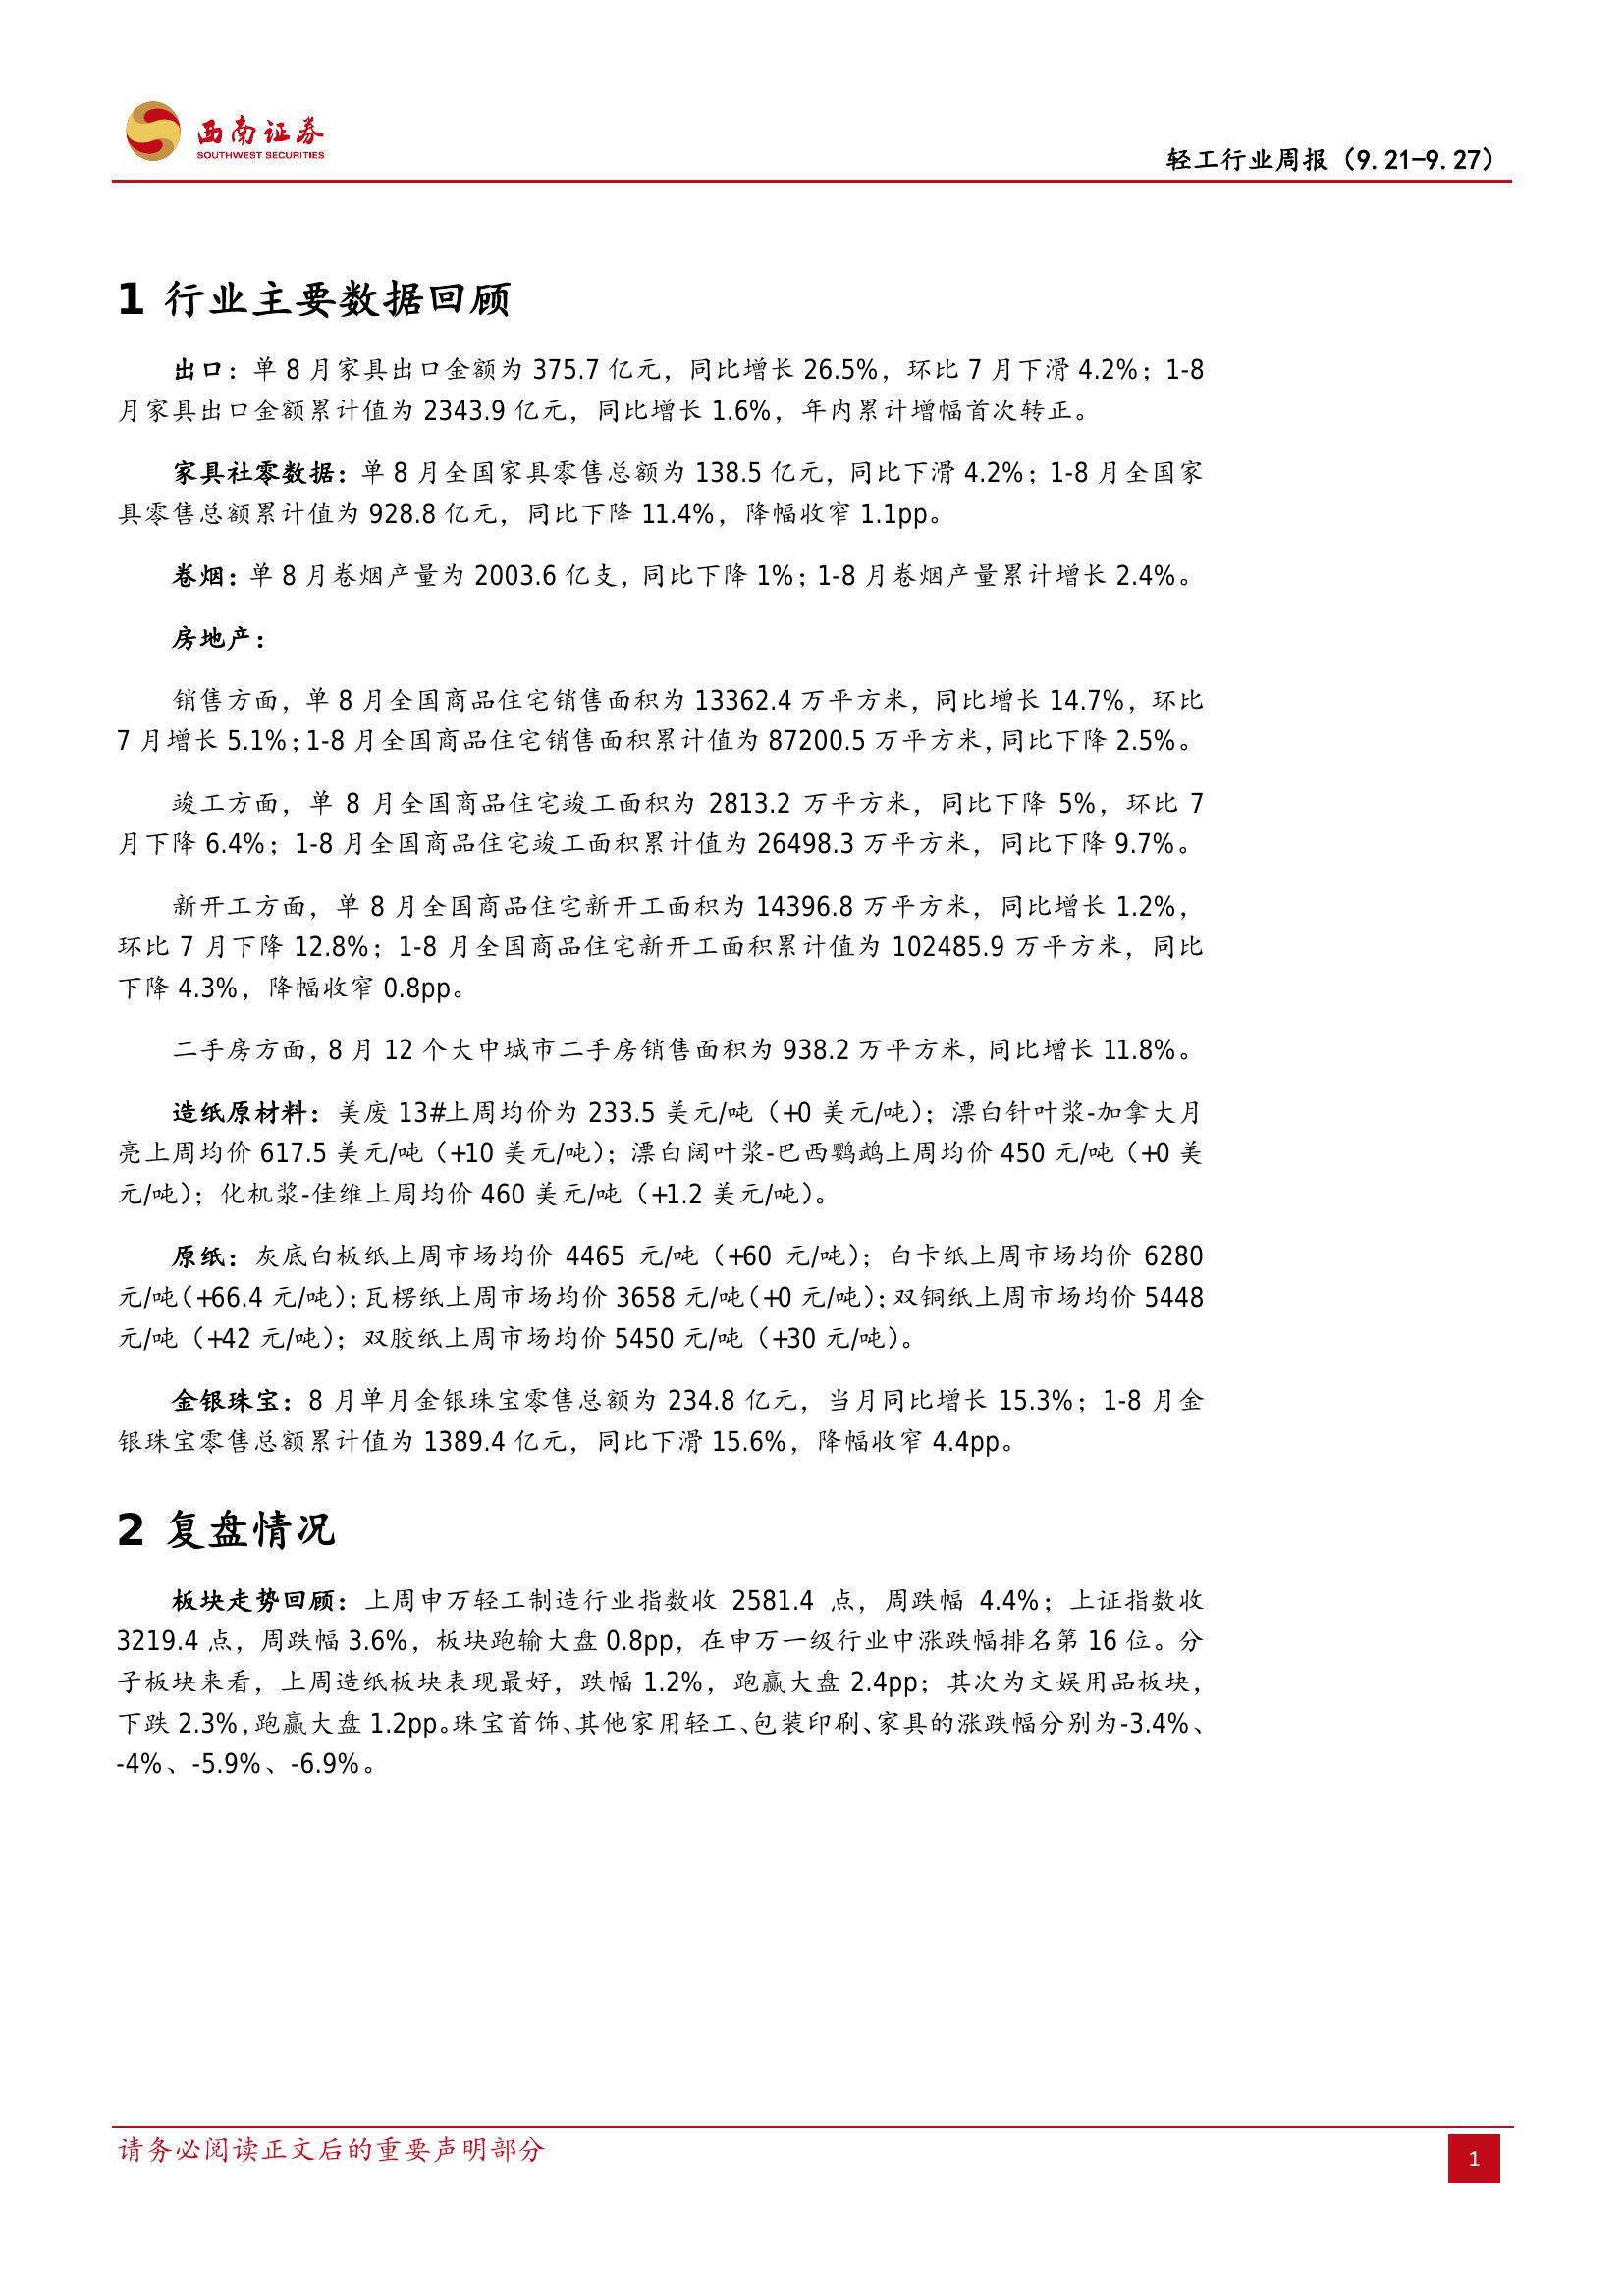 西南证券
SOUTHWEST SECURITIES
轻工行业周报（9.21-9.27）
1 行业主要数据回顾
出口：单 8 月家具出口金额为 375.7 亿元，同比增长 26.5%，环比 7 月下滑 4.2%；1-8
月家具出口金额累计值为 2343.9 亿元，同比增长 1.6%，年内累计增幅首次转正。
家具社零数据：单 8 月全国家具零售总额为 138.5 亿元，同比下滑 4.2%；1-8 月全国家
具零售总额累计值为 928.8 亿元，同比下降 11.4%，降幅收窄 1.1pp。
卷烟：单 8 月卷烟产量为 2003.6 亿支，同比下降 1%；1-8 月卷烟产量累计增长 2.4%。
房地产：
销售方面，单 8 月全国商品住宅销售面积为 13362.4 万平方米，同比增长 14.7%，环比
7 月增长 5.1%；1-8 月全国商品住宅销售面积累计值为 87200.5 万平方米，同比下降 2.5%。
竣工方面，单 8 月全国商品住宅竣工面积为 2813.2 万平方米，同比下降 5%，环比 7
月下降 6.4%；1-8 月全国商品住宅竣工面积累计值为 26498.3 万平方米，同比下降 9.7%。
新开工方面，单 8 月全国商品住宅新开工面积为 14396.8 万平方米，同比增长 1.2%，
环比 7 月下降 12.8%；1-8 月全国商品住宅新开工面积累计值为 102485.9 万平方米，同比
下降 4.3%，降幅收窄 0.8pp。
二手房方面，8 月 12 个大中城市二手房销售面积为 938.2 万平方米，同比增长 11.8%。
造纸原材料：美废 13#上周均价为 233.5 美元/吨（+0 美元/吨）；漂白针叶浆-加拿大月
亮上周均价 617.5 美元/吨（+10 美元/吨）；漂白阔叶浆-巴西鹦鹉上周均价 450 元/吨（+0 美
元/吨）；化机浆-佳维上周均价 460 美元/吨（+1.2 美元/吨）。
原纸：灰底白板纸上周市场均价 4465 元/吨（+60 元/吨）；白卡纸上周市场均价 6280
元/吨（+66.4 元/吨）；瓦楞纸上周市场均价 3658 元/吨（+0 元/吨）；双铜纸上周市场均价 5448
元/吨（+42 元/吨）；双胶纸上周市场均价 5450 元/吨（+30 元/吨）。
金银珠宝：8 月单月金银珠宝零售总额为 234.8 亿元，当月同比增长 15.3%；1-8 月金
银珠宝零售总额累计值为 1389.4 亿元，同比下滑 15.6%，降幅收窄 4.4pp。
2 复盘情况
板块走势回顾：上周申万轻工制造行业指数收 2581.4 点，周跌幅 4.4%；上证指数收
3219.4 点，周跌幅 3.6%，板块跑输大盘 0.8pp，在申万一级行业中涨跌幅排名第 16 位。分
子板块来看，上周造纸板块表现最好，跌幅 1.2%，跑赢大盘 2.4pp；其次为文娱用品板块，
下跌 2.3%，跑赢大盘 1.2pp。珠宝首饰、其他家用轻工、包装印刷、家具的涨跌幅分别为-3.4%、
-4%、-5.9%、-6.9%。
请务必阅读正文后的重要声明部分
1